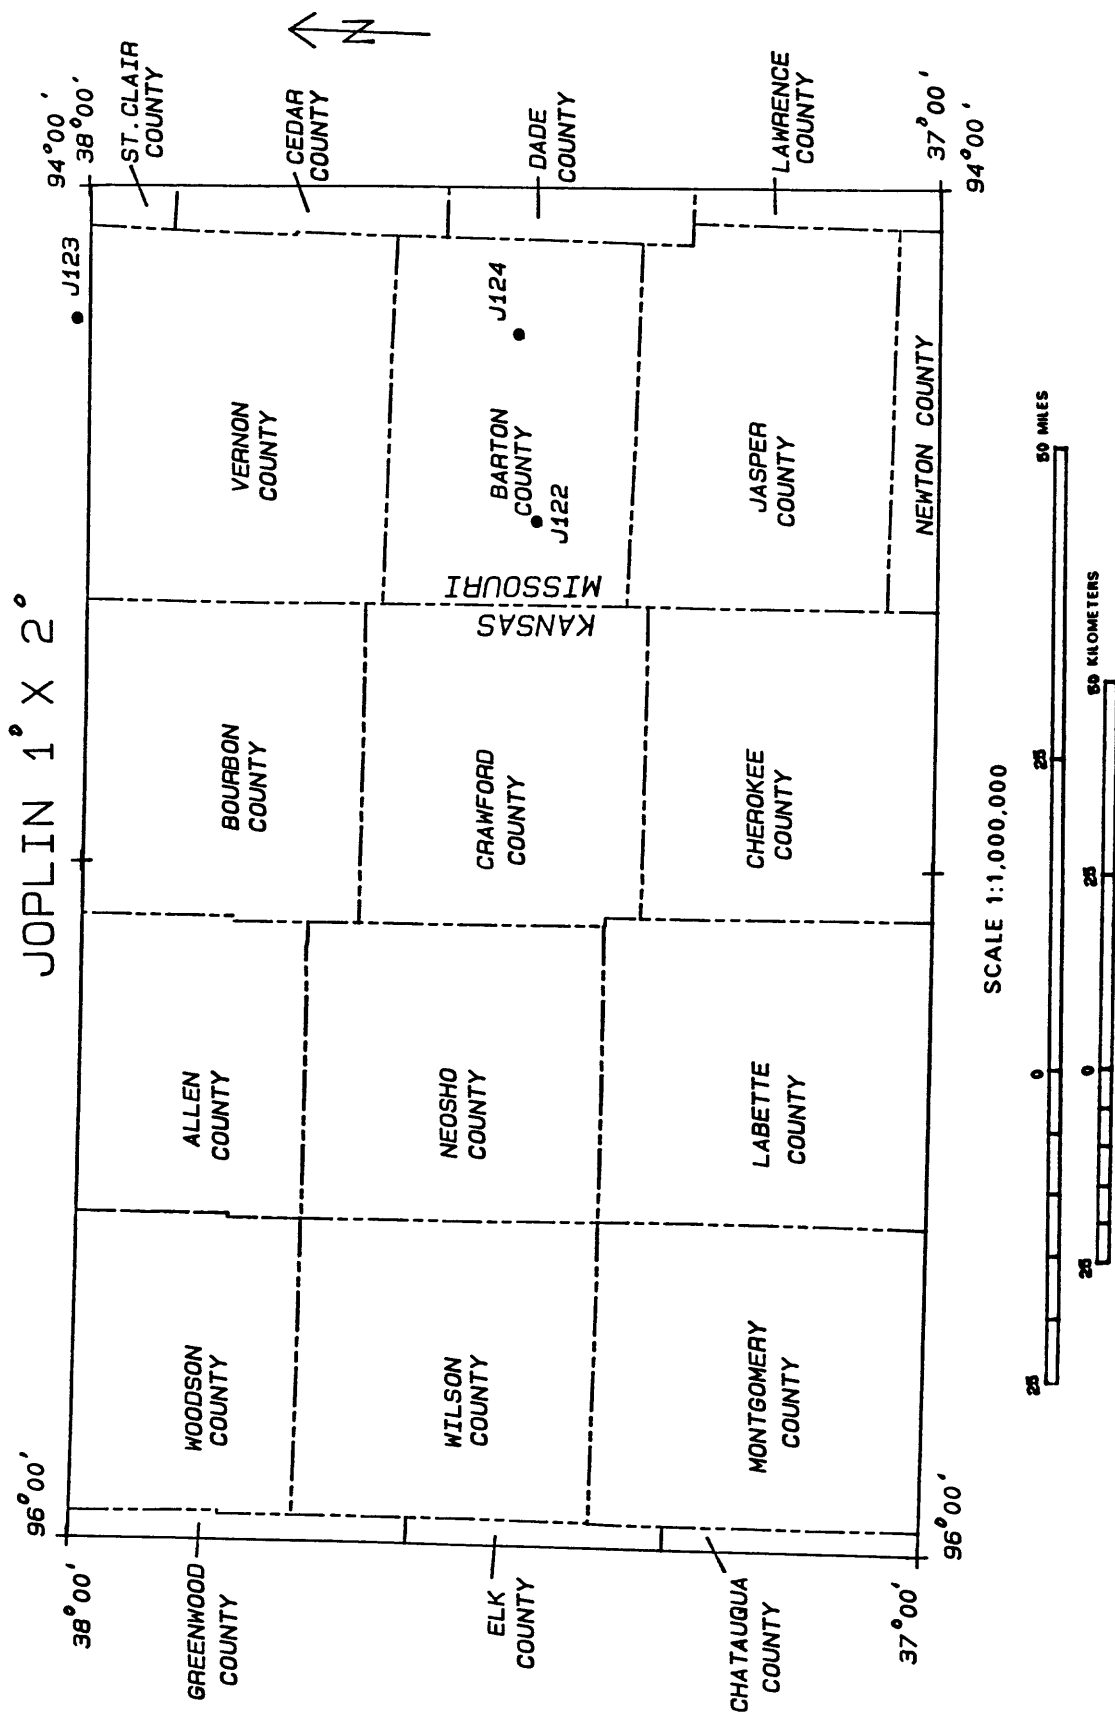 JOPLIN 1° X 2°
96°00'
94°00'
38°00'
38°00'
N
J123
ST.CLAIR
COUNTY
GREENWOOD
COUNTY
WOODSON
COUNTY
ALLEN
COUNTY
BOURBON
COUNTY
VERNON
COUNTY
CEDAR
COUNTY
ELK
COUNTY
WILSON
COUNTY
NEOSHO
COUNTY
CRAWFORD
COUNTY
KANSAS
MISSOURI
BARTON
COUNTY
J122
J124
DADE
COUNTY
CHATAUQUA
COUNTY
MONTGOMERY
COUNTY
LABETTE
COUNTY
CHEROKEE
COUNTY
JASPER
COUNTY
LAWRENCE
COUNTY
NEWTON COUNTY
37°00'
96°00'
37°00'
94°00'
SCALE 1:1,000,000
25 0 25 50 MILES
25 0 25 50 KILOMETERS